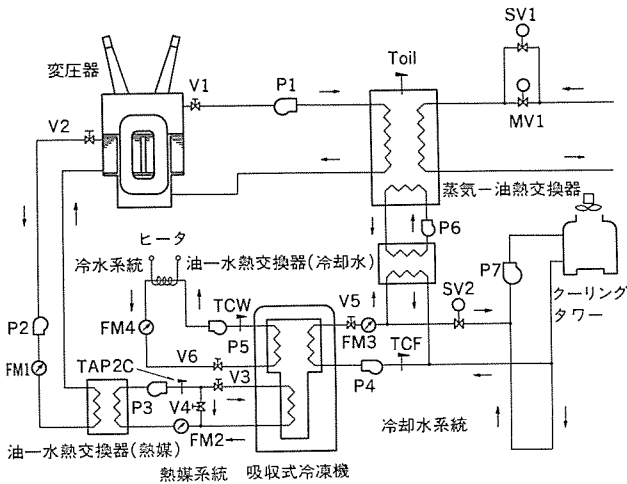 SV1
Toil
変圧器
V1
P1
V2
MV1
蒸気ー油熱交換器
ヒータ
P6
冷水系統
油ー水熱交換器(冷却水)
P7
SV2
クーリング
タワー
TCW
V5
P2
FM4
P5
FM3
TCF
V6
FM1
TAP2C
V3
P4
P3
V4
FM2
冷却水系統
油ー水熱交換器(熱媒)
熱媒系統
吸収式冷凍機